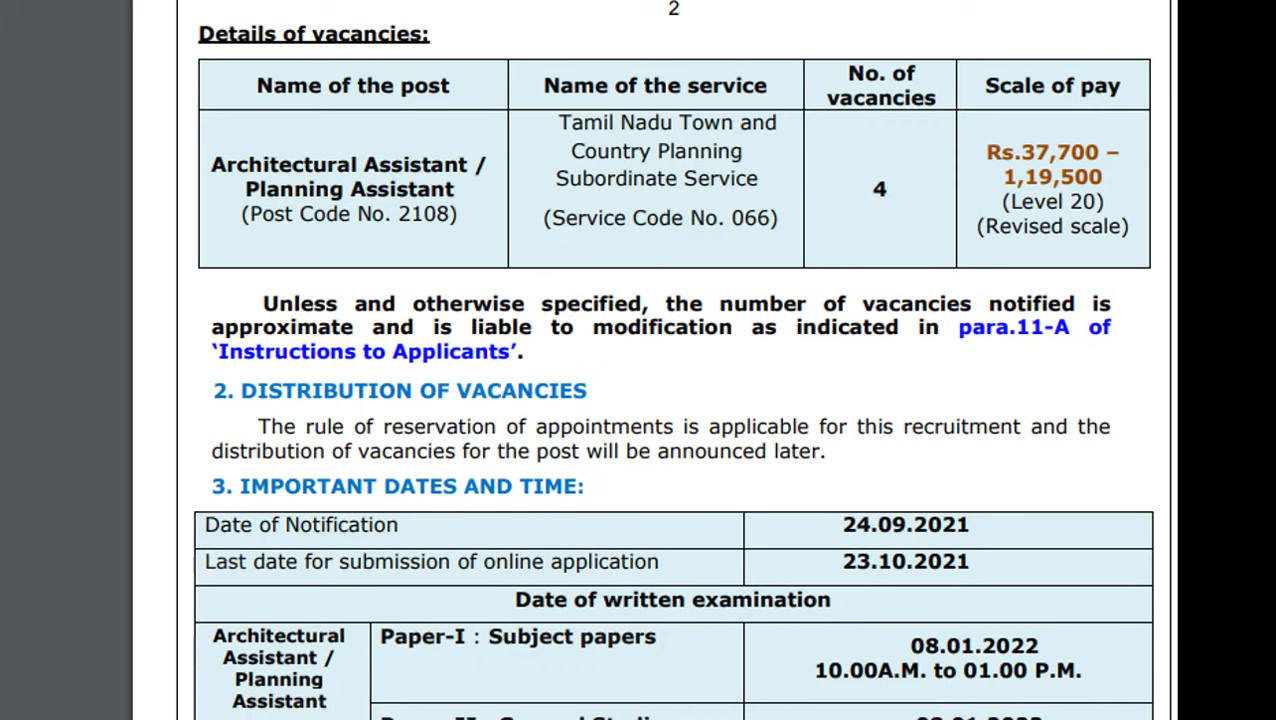 2
Details of vacancies:
Name of the post
Name of the service
No. of
vacancies
Scale of pay
Architectural Assistant /
Planning Assistant
(Post Code No. 2108)
Tamil Nadu Town and
Country Planning
Subordinate Service
(Service Code No. 066)
4
Rs.37,700 –
1,19,500
(Level 20)
(Revised scale)
Unless and otherwise specified, the number of vacancies notified is
approximate and is liable to modification as indicated in para.11-A of
‘Instructions to Applicants’.
2. DISTRIBUTION OF VACANCIES
The rule of reservation of appointments is applicable for this recruitment and the
distribution of vacancies for the post will be announced later.
3. IMPORTANT DATES AND TIME:
Date of Notification
24.09.2021
Last date for submission of online application
23.10.2021
Date of written examination
Architectural
Assistant /
Planning
Assistant
Paper-I : Subject papers
08.01.2022
10.00A.M. to 01.00 P.M.